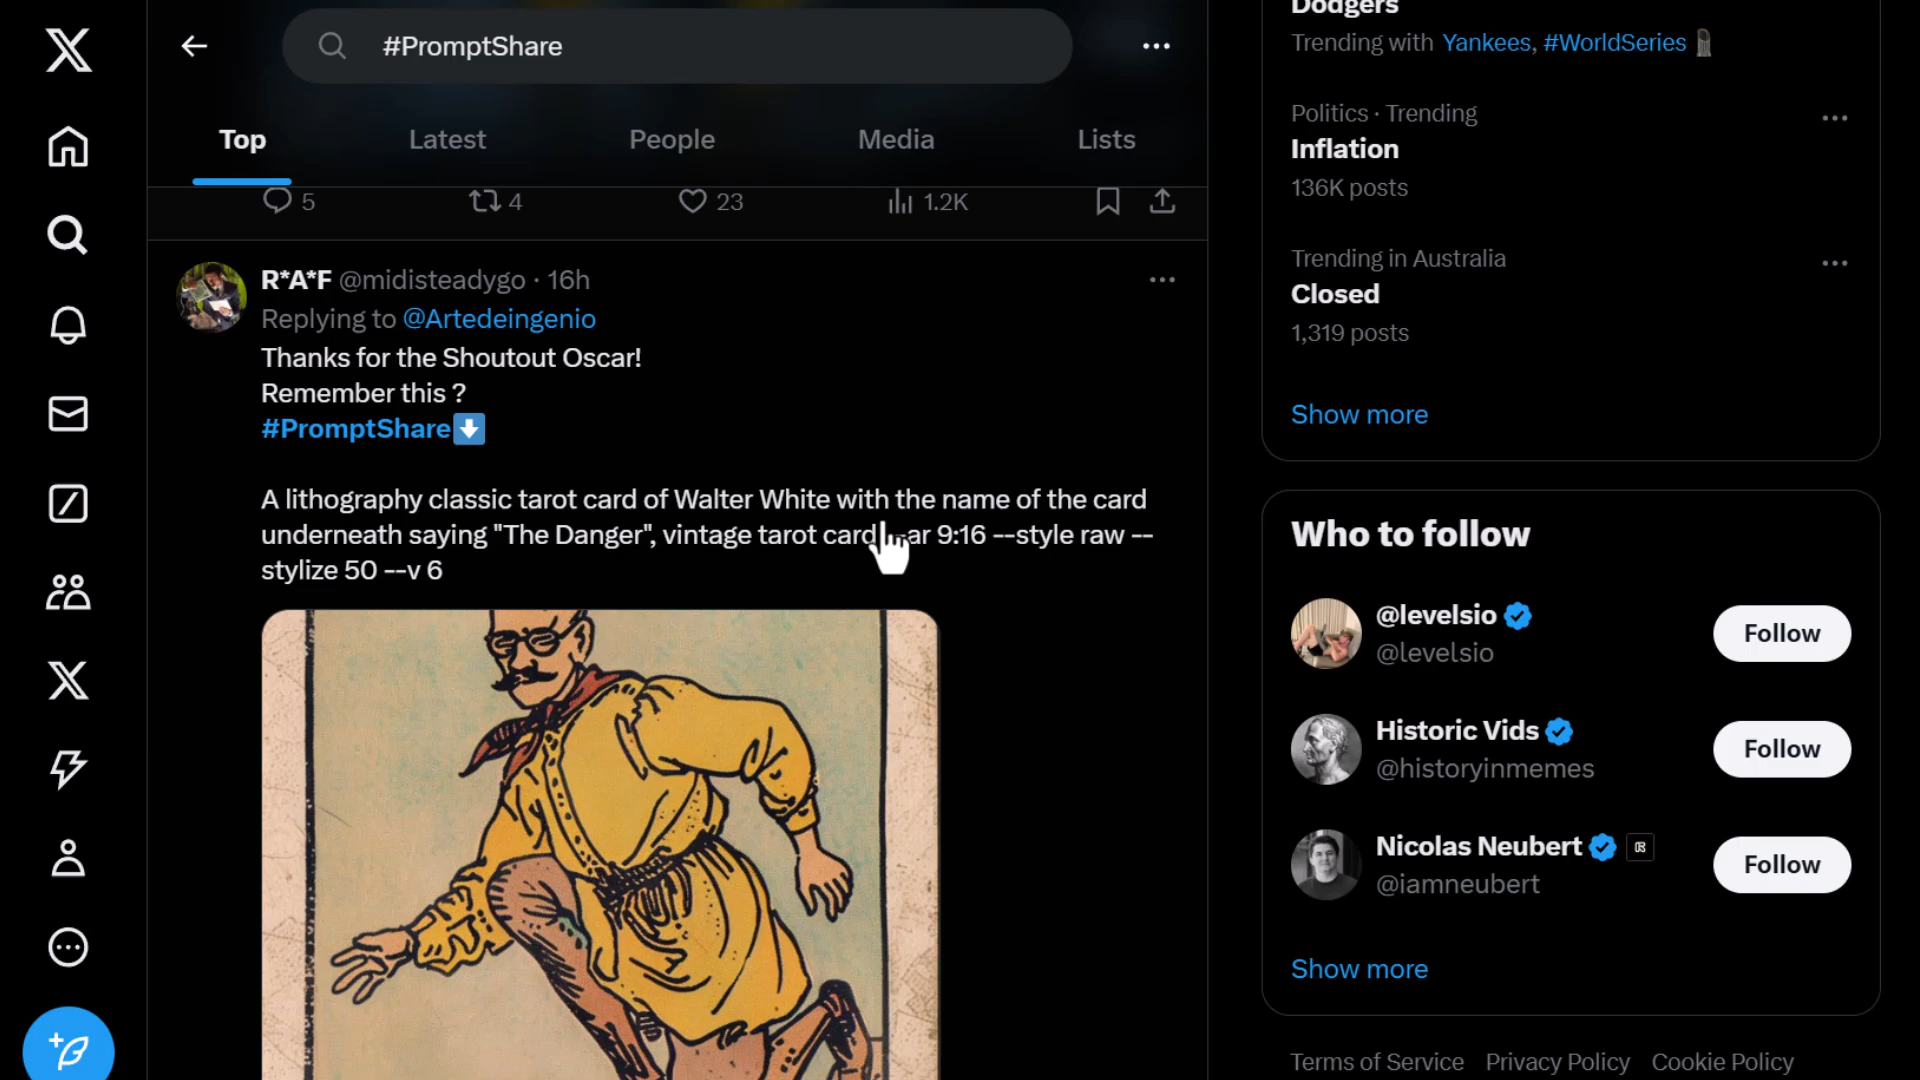 #PromptShare
Top
Latest
People
Media
Lists
5
4
23
1.2K
R*A*F @midisteadygo · 16h
Replying to @Artedeingenio
Thanks for the Shoutout Oscar!
Remember this ?
#PromptShare⬇️
A lithography classic tarot card of Walter White with the name of the card
underneath saying "The Danger", vintage tarot card --ar 9:16 --style raw --
stylize 50 --v 6
Dodgers
Trending with Yankees, #WorldSeries
Politics · Trending
Inflation
136K posts
Trending in Australia
Closed
1,319 posts
Show more
Who to follow
@levelsio
@levelsio
Follow
Historic Vids
@historyinmemes
Follow
Nicolas Neubert
@iamneubert
Follow
Show more
Terms of Service Privacy Policy Cookie Policy